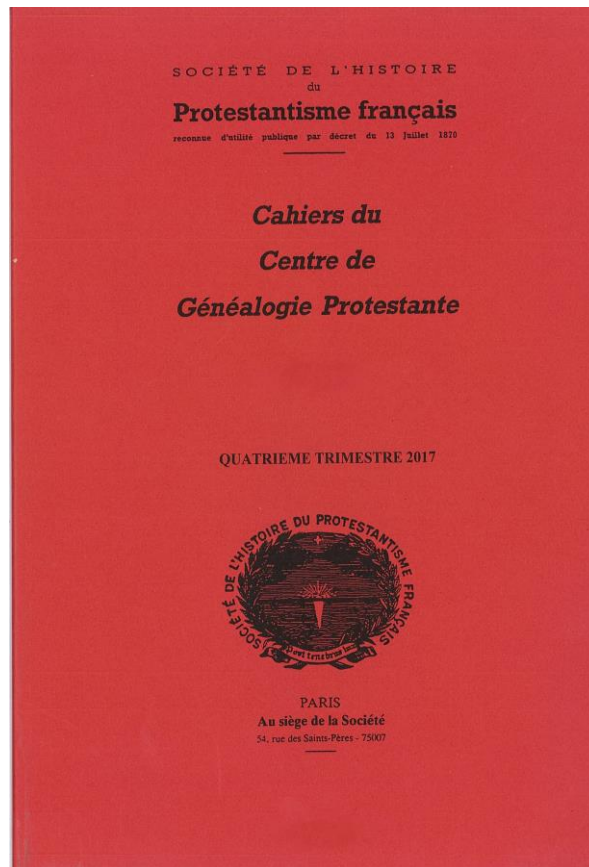 SOCIÉTÉ DE L'HISTOIRE
du
Protestantisme français
reconnue d'utilité publique par décret du 13 Juillet 1870
Cahiers du
Centre de
Généalogie Protestante
QUATRIEME TRIMESTRE 2017
SOCIÉTÉ DE L'HISTOIRE DU PROTESTANTISME FRANÇAIS
Post tenebras lux
PARIS
Au siège de la Société
54, rue des Saints-Pères - 75007